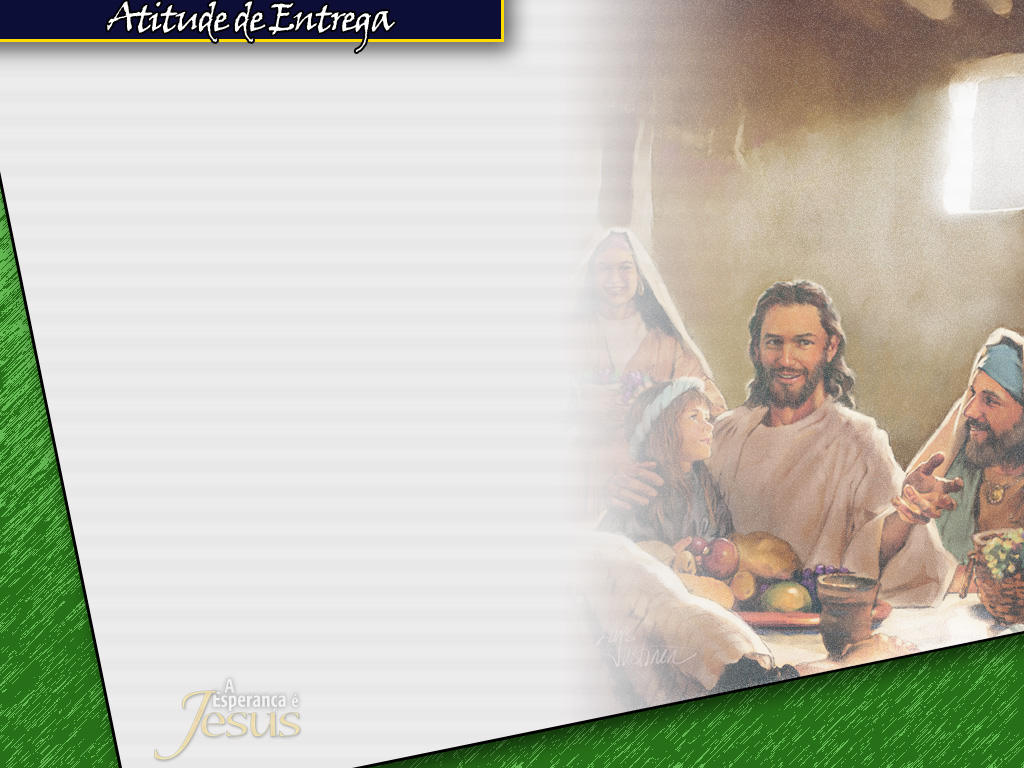 Atitude de Entrega
A
Esperança é
Jesus